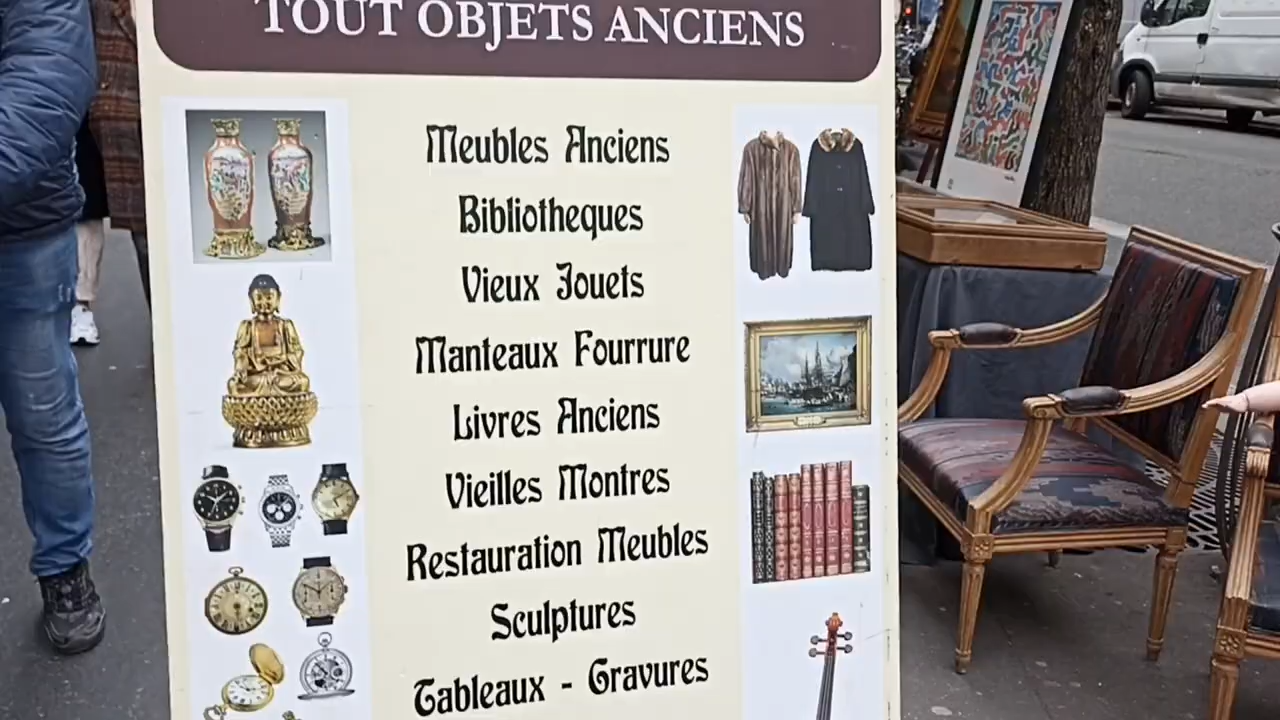 TOUT OBJETS ANCIENS
Meubles Anciens
Bibliotheques
Vieux Jouets
Manteaux Fourrure
Livres Anciens
Vieilles Montres
Restauration Meubles
Sculptures
Tableaux - Gravures